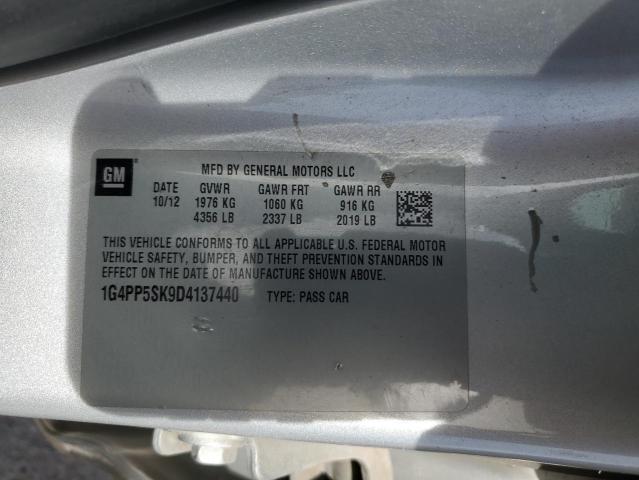 GM
MFD BY GENERAL MOTORS LLC
DATE GVWR GAWR FRT GAWR RR
10/12 1976 KG 1060 KG 916 KG
4356 LB 2337 LB 2019 LB
THIS VEHICLE CONFORMS TO ALL APPLICABLE U.S. FEDERAL MOTOR
VEHICLE SAFETY, BUMPER, AND THEFT PREVENTION STANDARDS IN
EFFECT ON THE DATE OF MANUFACTURE SHOWN ABOVE.
1G4PP5SK9D4137440 TYPE: PASS CAR